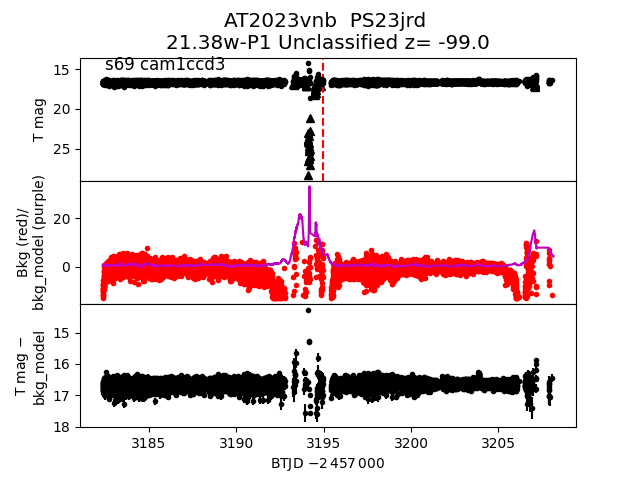 AT2023vnb  PS23jrd
21.38w-P1 Unclassified z= -99.0
s69 cam1ccd3
T mag
15
20
25
Bkg (red)/
bkg_model (purple)
20
0
T mag −
bkg_model
15
16
17
18
3185
3190
3195
3200
3205
BTJD −2 457 000